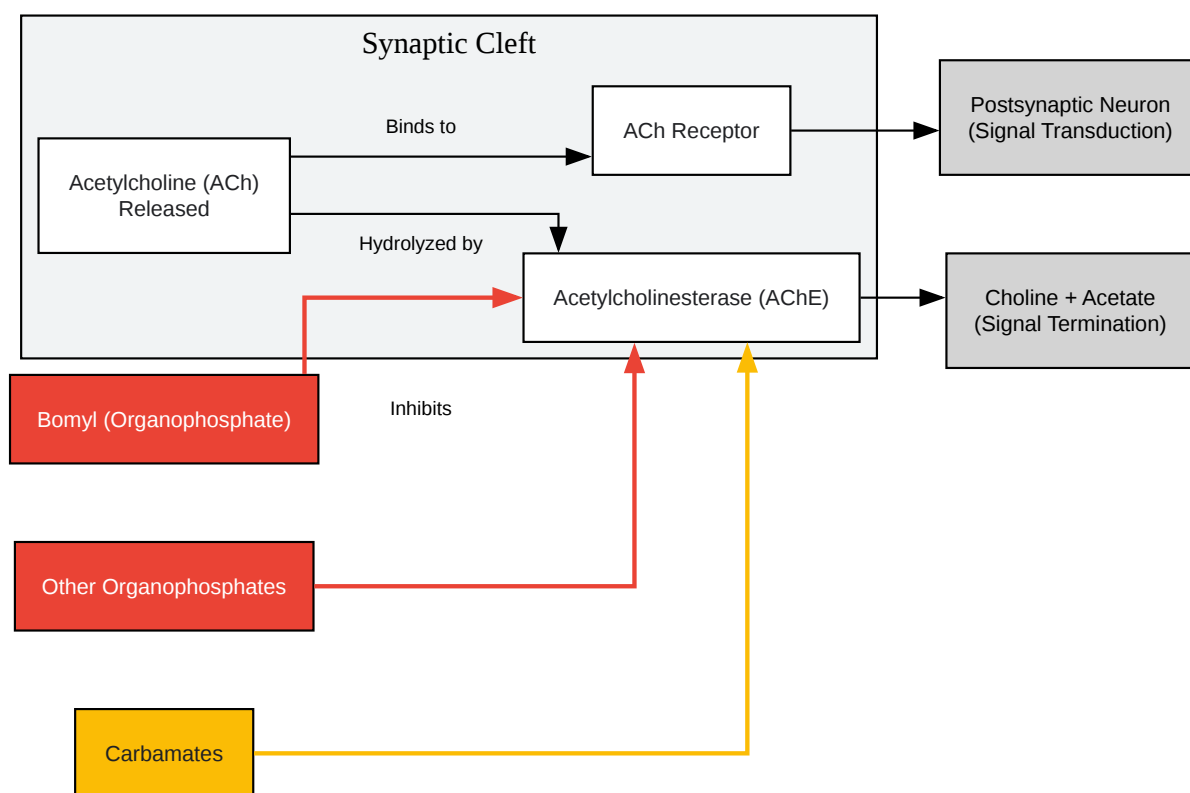 Synaptic Cleft
Binds to
ACh Receptor
Postsynaptic Neuron
(Signal Transduction)
Acetylcholine (ACh)
Released
Hydrolyzed by
Acetylcholinesterase (AChE)
Choline + Acetate
(Signal Termination)
Bomyl (Organophosphate)
Inhibits
Other Organophosphates
Carbamates